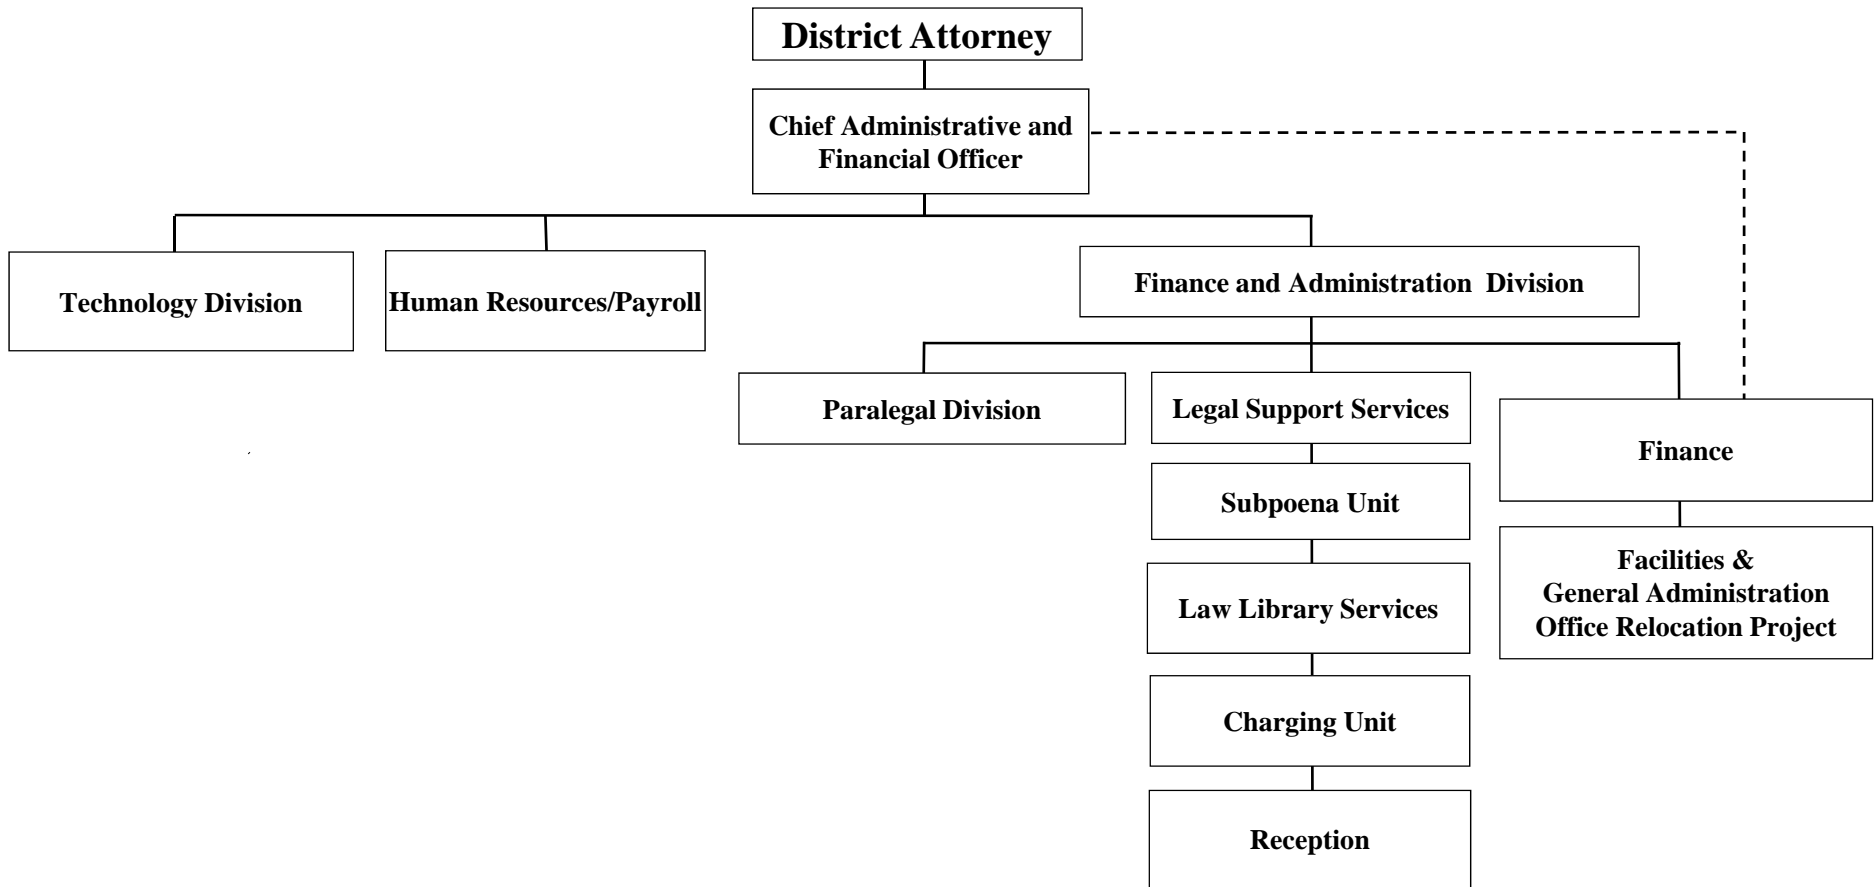 District Attorney
Chief Administrative and
Financial Officer
Technology Division
Human Resources/Payroll
Finance and Administration Division
Paralegal Division
Legal Support Services
Finance
Subpoena Unit
Facilities &
General Administration
Office Relocation Project
Law Library Services
Charging Unit
Reception